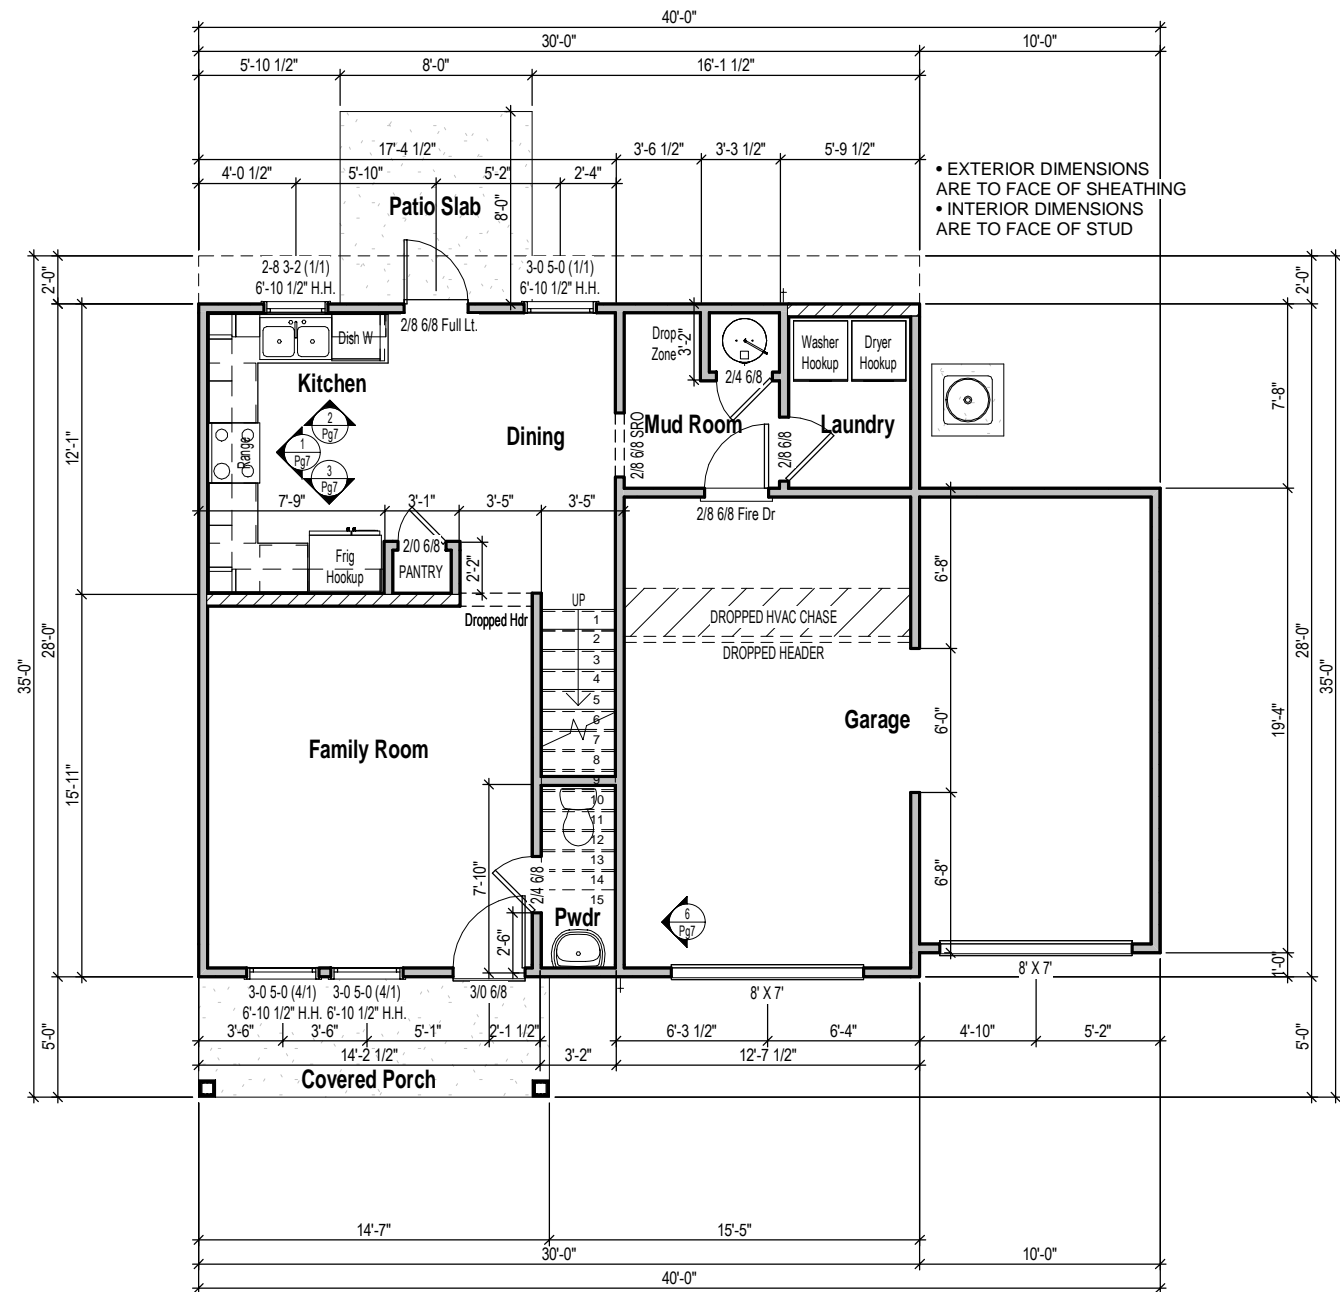 40'-0"
30'-0" 10'-0"
5'-10 1/2" 8'-0" 16'-1 1/2"
17'-4 1/2" 3'-6 1/2" 3'-3 1/2" 5'-9 1/2"
4'-0 1/2" 5'-10" 5'-2" 2'-4"
• EXTERIOR DIMENSIONS
ARE TO FACE OF SHEATHING
• INTERIOR DIMENSIONS
ARE TO FACE OF STUD
Patio Slab
8'-0"
2'-0"
2-8 3-2 (1/1)
6'-10 1/2" H.H.
3-0 5-0 (1/1)
6'-10 1/2" H.H.
2'-0"
2/8 6/8 Full Lt.
Dish W
Drop
Zone
3'-2"
Washer
Hookup
Dryer
Hookup
Kitchen
2/4 6/8
7'-8"
2
Pg7
1
Pg7
3
Pg7
Range
Dining
Mud Room
Laundry
2/8 6/8 SRO
2/8 6/8
12'-1"
7'-9" 3'-1" 3'-5" 3'-5"
2/8 6/8 Fire Dr
2/0 6/8
PANTRY
Frig
Hookup
2'-2"
6'-8"
UP
Dropped Hdr
1
2
3
4
5
6
7
8
9
10
11
12
13
14
15
DROPPED HVAC CHASE
DROPPED HEADER
28'-0"
35'-0"
28'-0"
35'-0"
Garage
6'-0"
19'-4"
Family Room
15'-11"
7'-10"
2/4 6/8
2'-6"
Pwdr
6
Pg7
6'-8"
1'-0"
3-0 5-0 (4/1) 3-0 5-0 (4/1)
6'-10 1/2" H.H. 6'-10 1/2" H.H.
3/0 6/8
8' X 7'
8' X 7'
5'-0"
3'-6" 3'-6" 5'-1" 2'-1 1/2" 6'-3 1/2" 6'-4" 4'-10" 5'-2"
5'-0"
14'-2 1/2" 3'-2" 12'-7 1/2"
Covered Porch
14'-7" 15'-5"
30'-0" 10'-0"
40'-0"